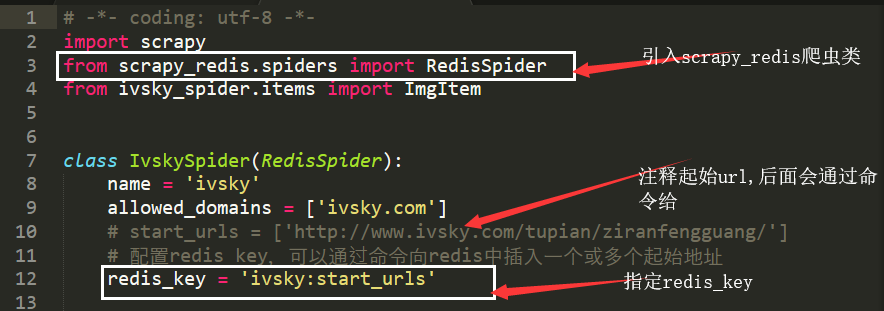 1 # -*- coding: utf-8 -*-
2 import scrapy
3 from scrapy_redis.spiders import RedisSpider
引入scrapy_redis爬虫类
4 from ivsky_spider.items import ImgItem
5
6
7 class IvskySpider(RedisSpider):
8     name = 'ivsky'
注释起始url,后面会通过命
令给
9     allowed_domains = ['ivsky.com']
10     # start_urls = ['http://www.ivsky.com/tupian/ziranfengguang/']
11     # 配置redis key, 可以通过命令向redis中插入一个或多个起始地址
12     redis_key = 'ivsky:start_urls'
指定redis_key
13